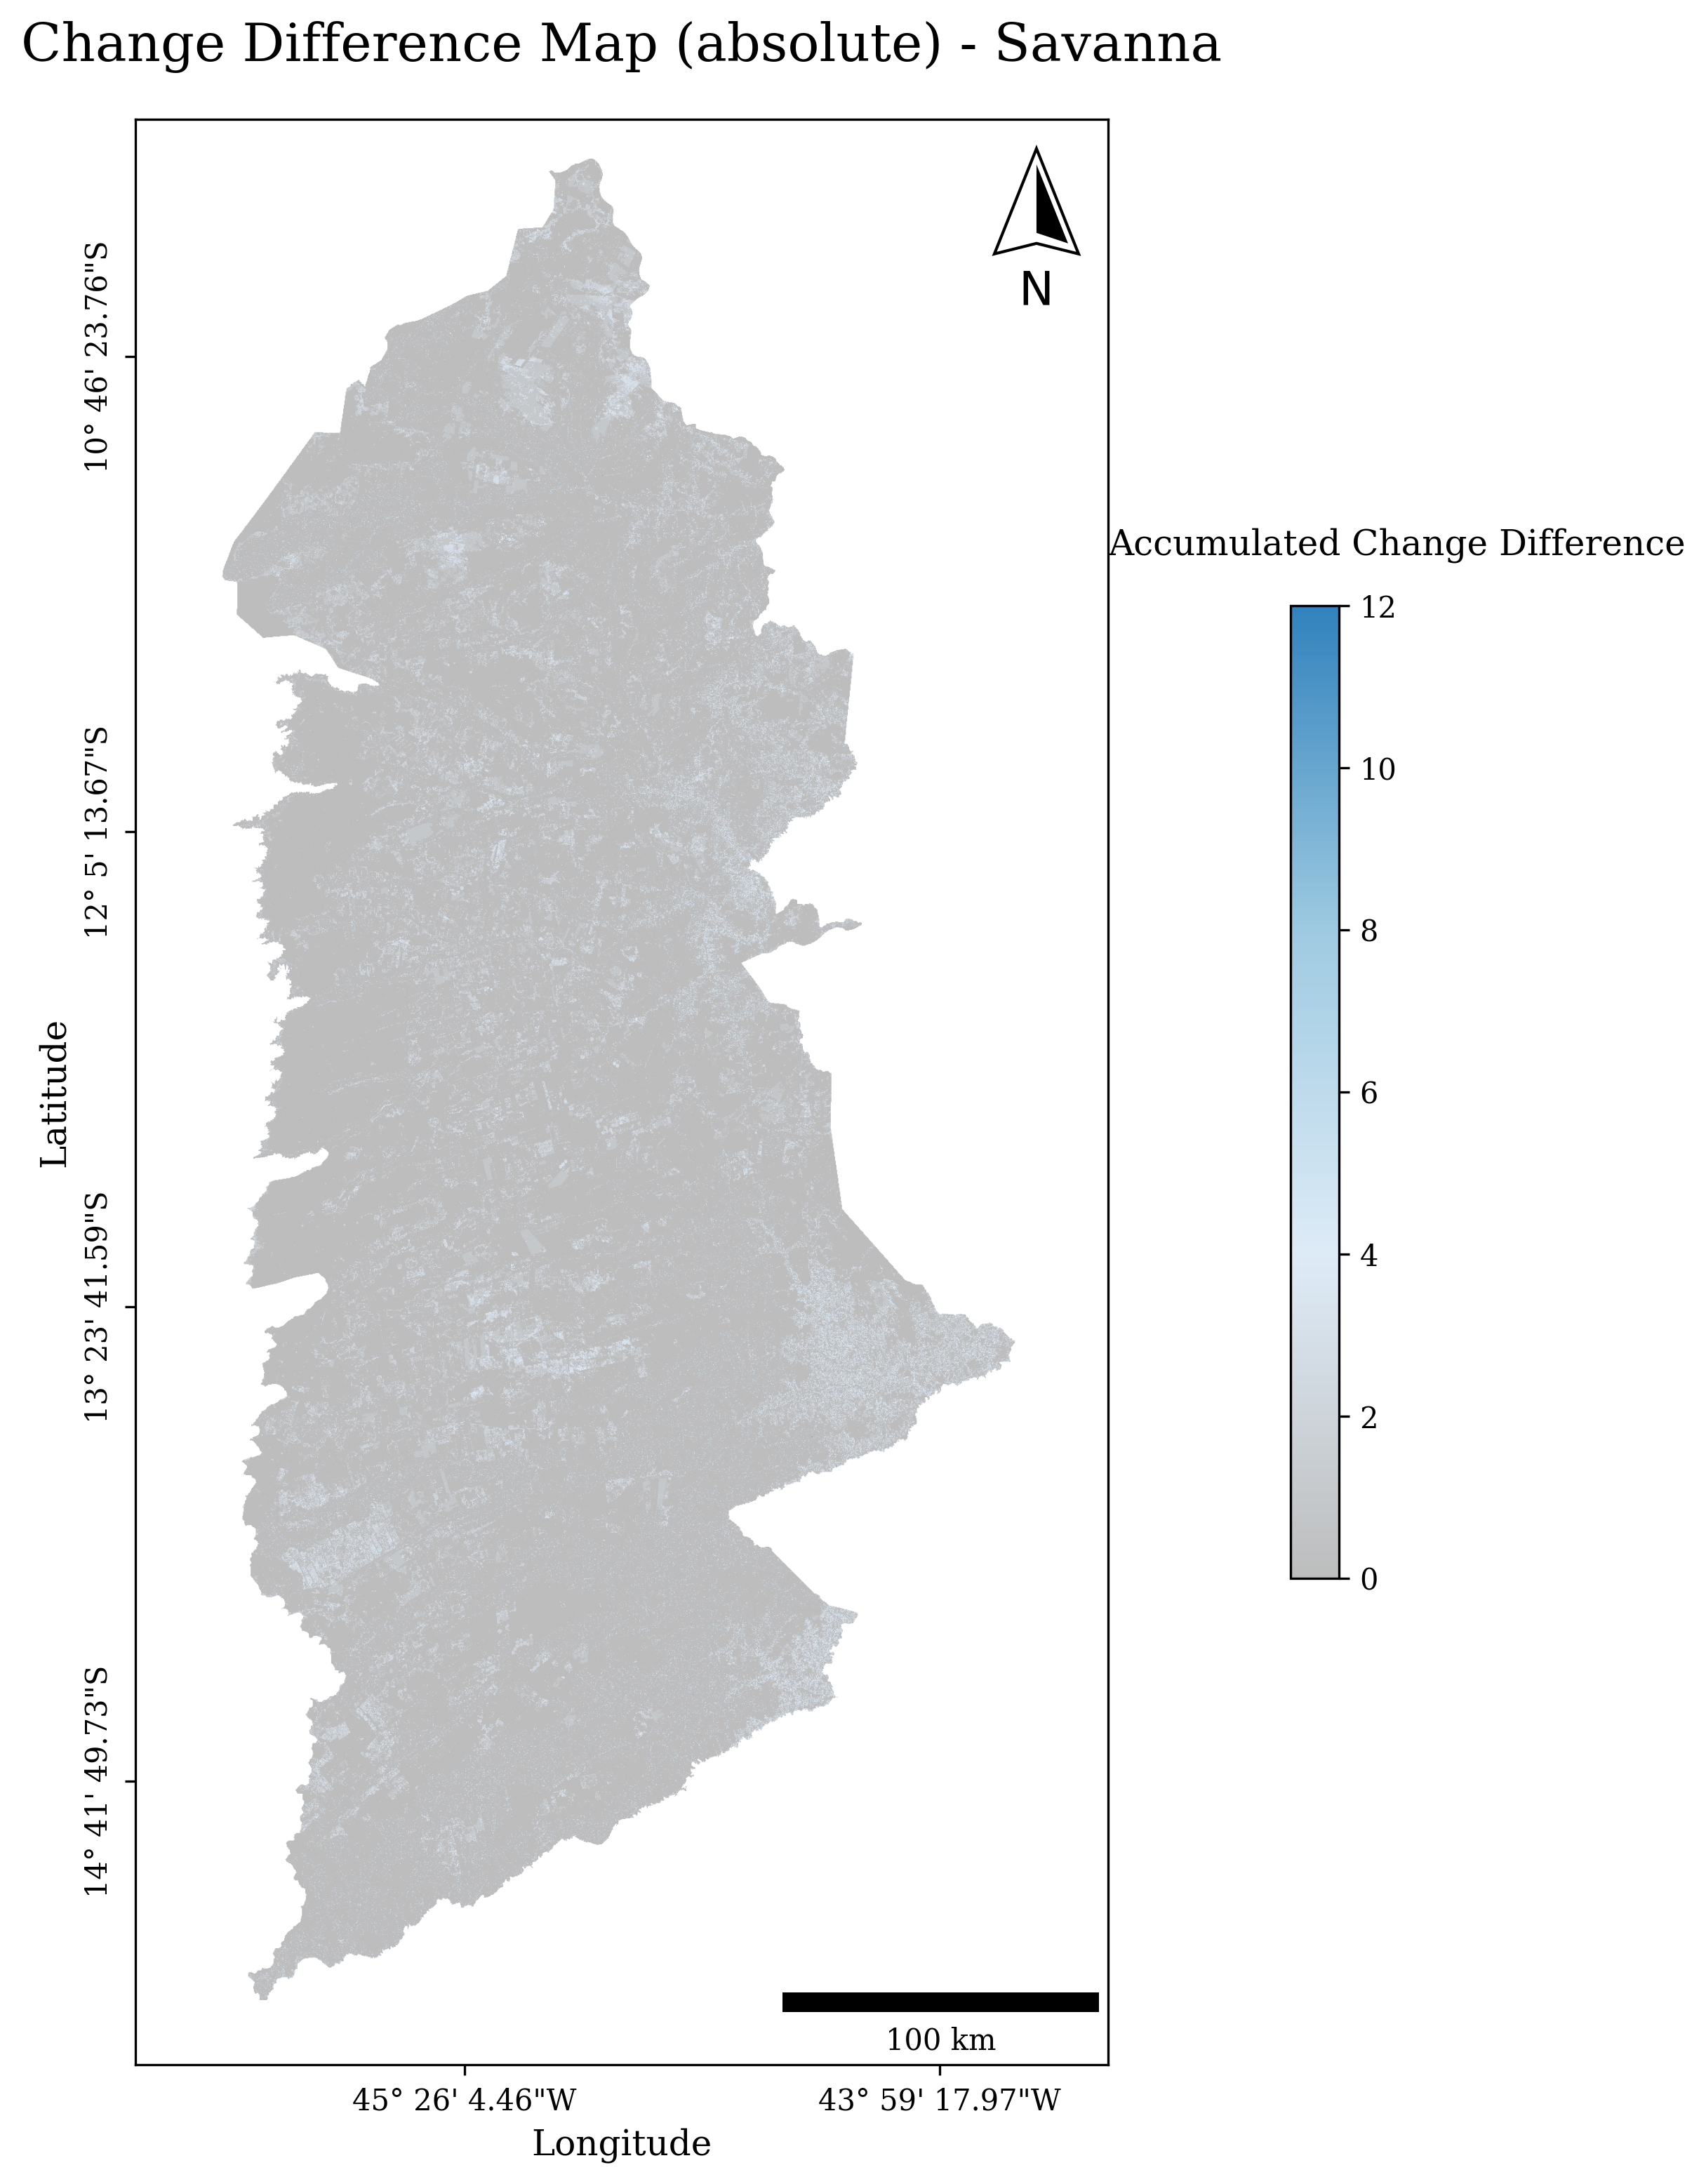 Change Difference Map (absolute) - Savanna
N
10° 46' 23.76"S
12° 5' 13.67"S
13° 23' 41.59"S
14° 41' 49.73"S
Latitude
Accumulated Change Difference
12
10
8
6
4
2
0
100 km
45° 26' 4.46"W
43° 59' 17.97"W
Longitude